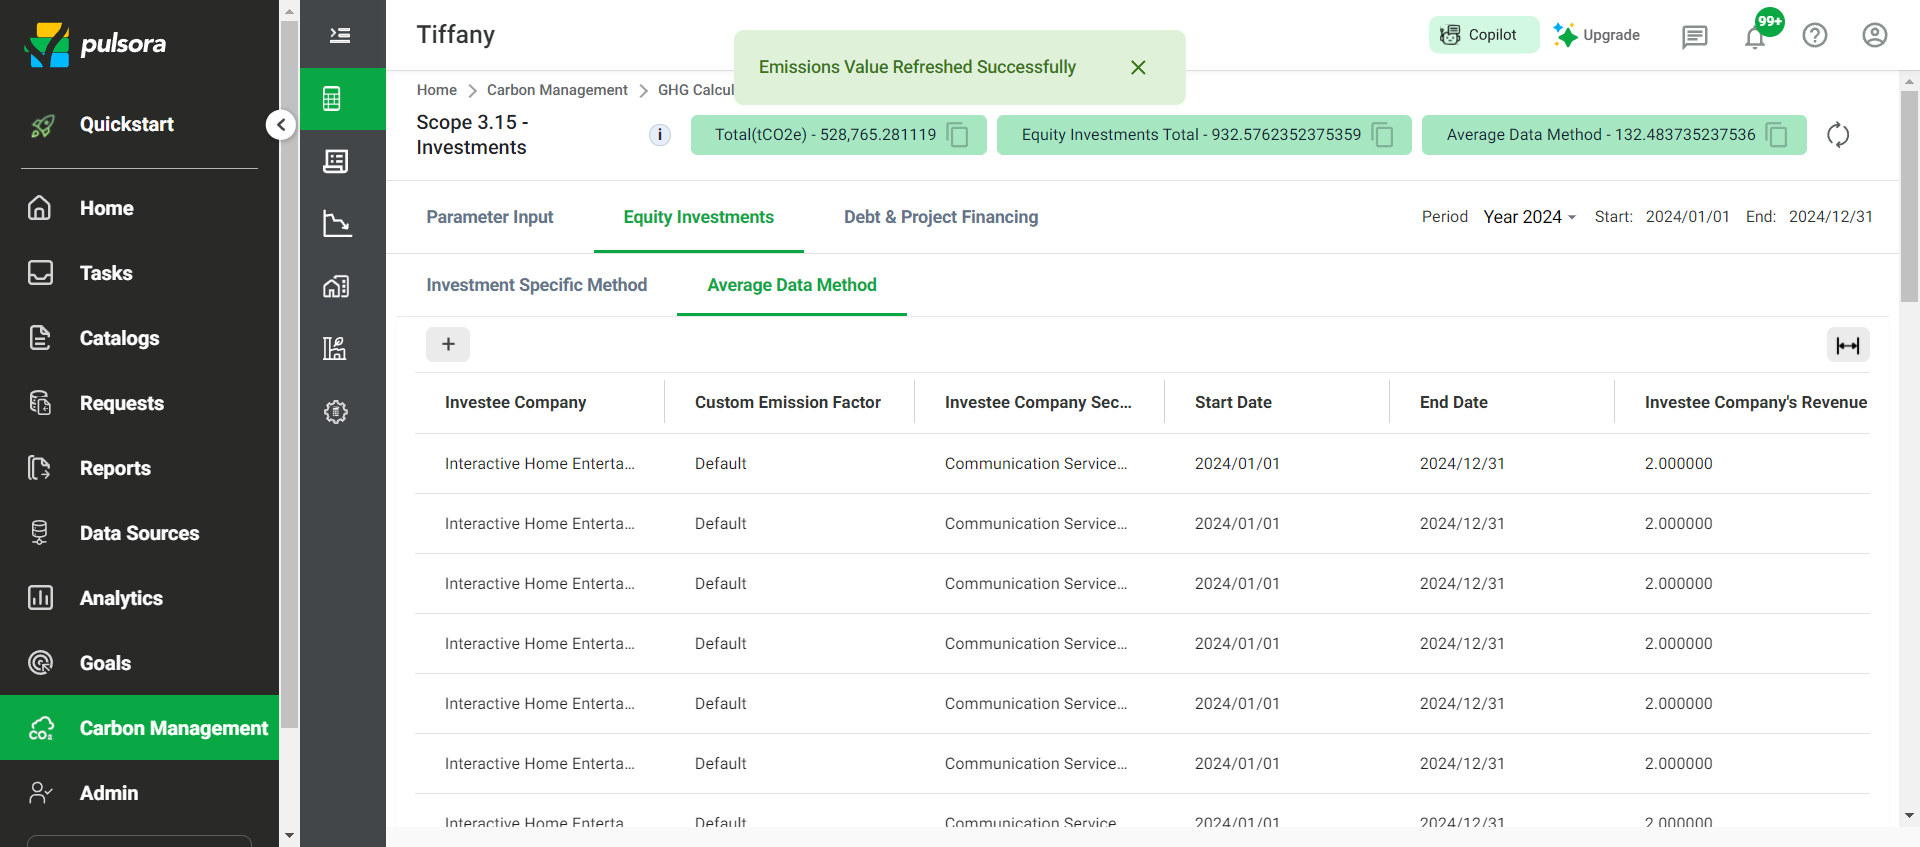 pulsora
Quickstart
Home
Tasks
Catalogs
Requests
Reports
Data Sources
Analytics
Goals
CO₂ Carbon Management
Admin
Tiffany
Copilot
Upgrade
99+
Emissions Value Refreshed Successfully
Home > Carbon Management > GHG Calcul
Scope 3.15 -
Investments
i
Total(tCO2e) - 528,765.281119
Equity Investments Total - 932.5762352375359
Average Data Method - 132.483735237536
Parameter Input
Equity Investments
Debt & Project Financing
Period Year 2024 Start: 2024/01/01 End: 2024/12/31
Investment Specific Method
Average Data Method
+
Investee Company Custom Emission Factor Investee Company Sec... Start Date End Date Investee Company's Revenue
Interactive Home Enterta... Default Communication Service... 2024/01/01 2024/12/31 2.000000
Interactive Home Enterta... Default Communication Service... 2024/01/01 2024/12/31 2.000000
Interactive Home Enterta... Default Communication Service... 2024/01/01 2024/12/31 2.000000
Interactive Home Enterta... Default Communication Service... 2024/01/01 2024/12/31 2.000000
Interactive Home Enterta... Default Communication Service... 2024/01/01 2024/12/31 2.000000
Interactive Home Enterta... Default Communication Service... 2024/01/01 2024/12/31 2.000000
Interactive Home Enterta Default Communication Service 2024/01/01 2024/12/31 2.000000